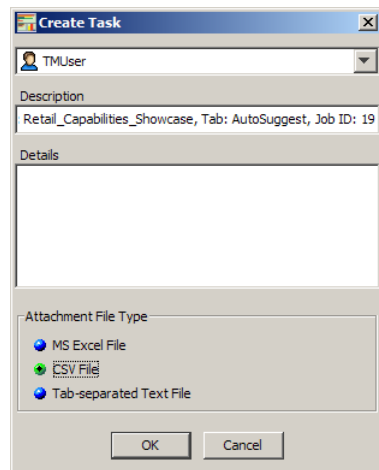 Create Task
TMUser
Description
Retail_Capabilities_Showcase, Tab: AutoSuggest, Job ID: 19
Details
Attachment File Type
MS Excel File
CSV File
Tab-separated Text File
OK Cancel